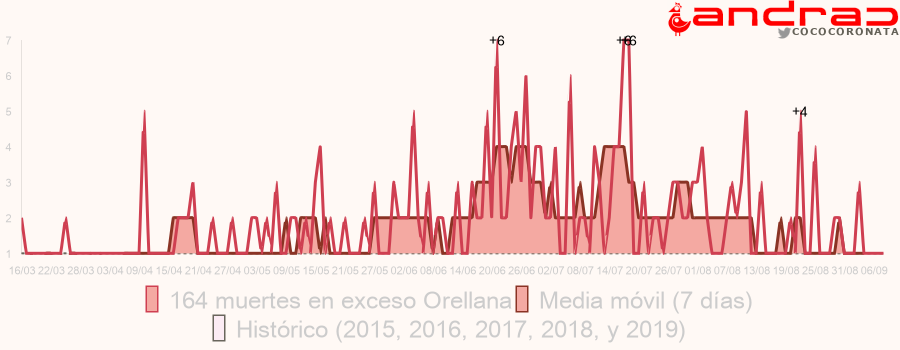 andrac
COCOCORONATA
+6
+6
+6
+4
7
6
5
4
3
2
1
16/03 22/03 28/03 03/04 09/04 15/04 21/04 27/04 03/05 09/05 15/05 21/05 27/05 02/06 08/06 14/06 20/06 26/06 02/07 08/07 14/07 20/07 26/07 01/08 07/08 13/08 19/08 25/08 31/08 06/09
164 muertes en exceso Orellana Media móvil (7 días)
Histórico (2015, 2016, 2017, 2018, y 2019)